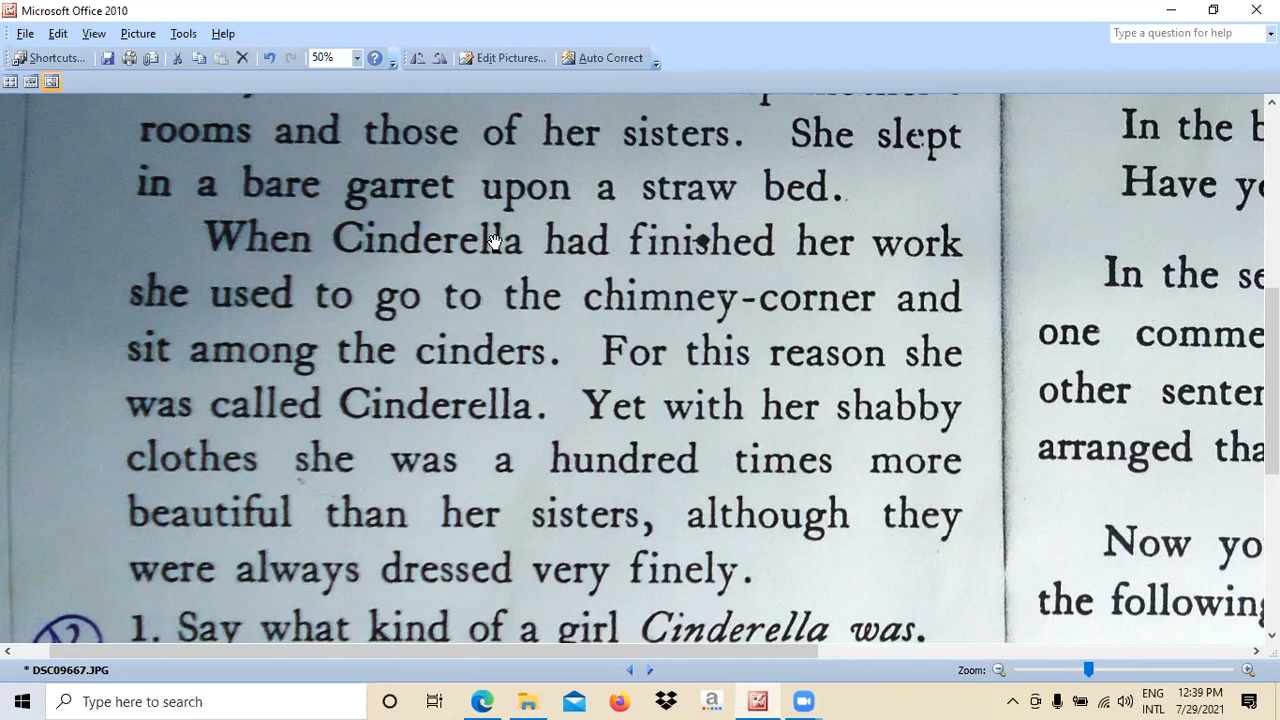 Microsoft Office 2010
File Edit View Picture Tools Help
Type a question for help
Shortcuts... 50% Edit Pictures... Auto Correct
rooms and those of her sisters. She slept
in a bare garret upon a straw bed.
When Cinderella had finished her work
she used to go to the chimney-corner and
sit among the cinders. For this reason she
was called Cinderella. Yet with her shabby
clothes she was a hundred times more
beautiful than her sisters, although they
were always dressed very finely.
1. Say what kind of a girl Cinderella was.
In the b
Have yo
In the se
one comme
other senten
arranged tha
Now yo
the following
* DSC09667.JPG
Zoom:
Type here to search
ENG
INTL
12:39 PM
7/29/2021